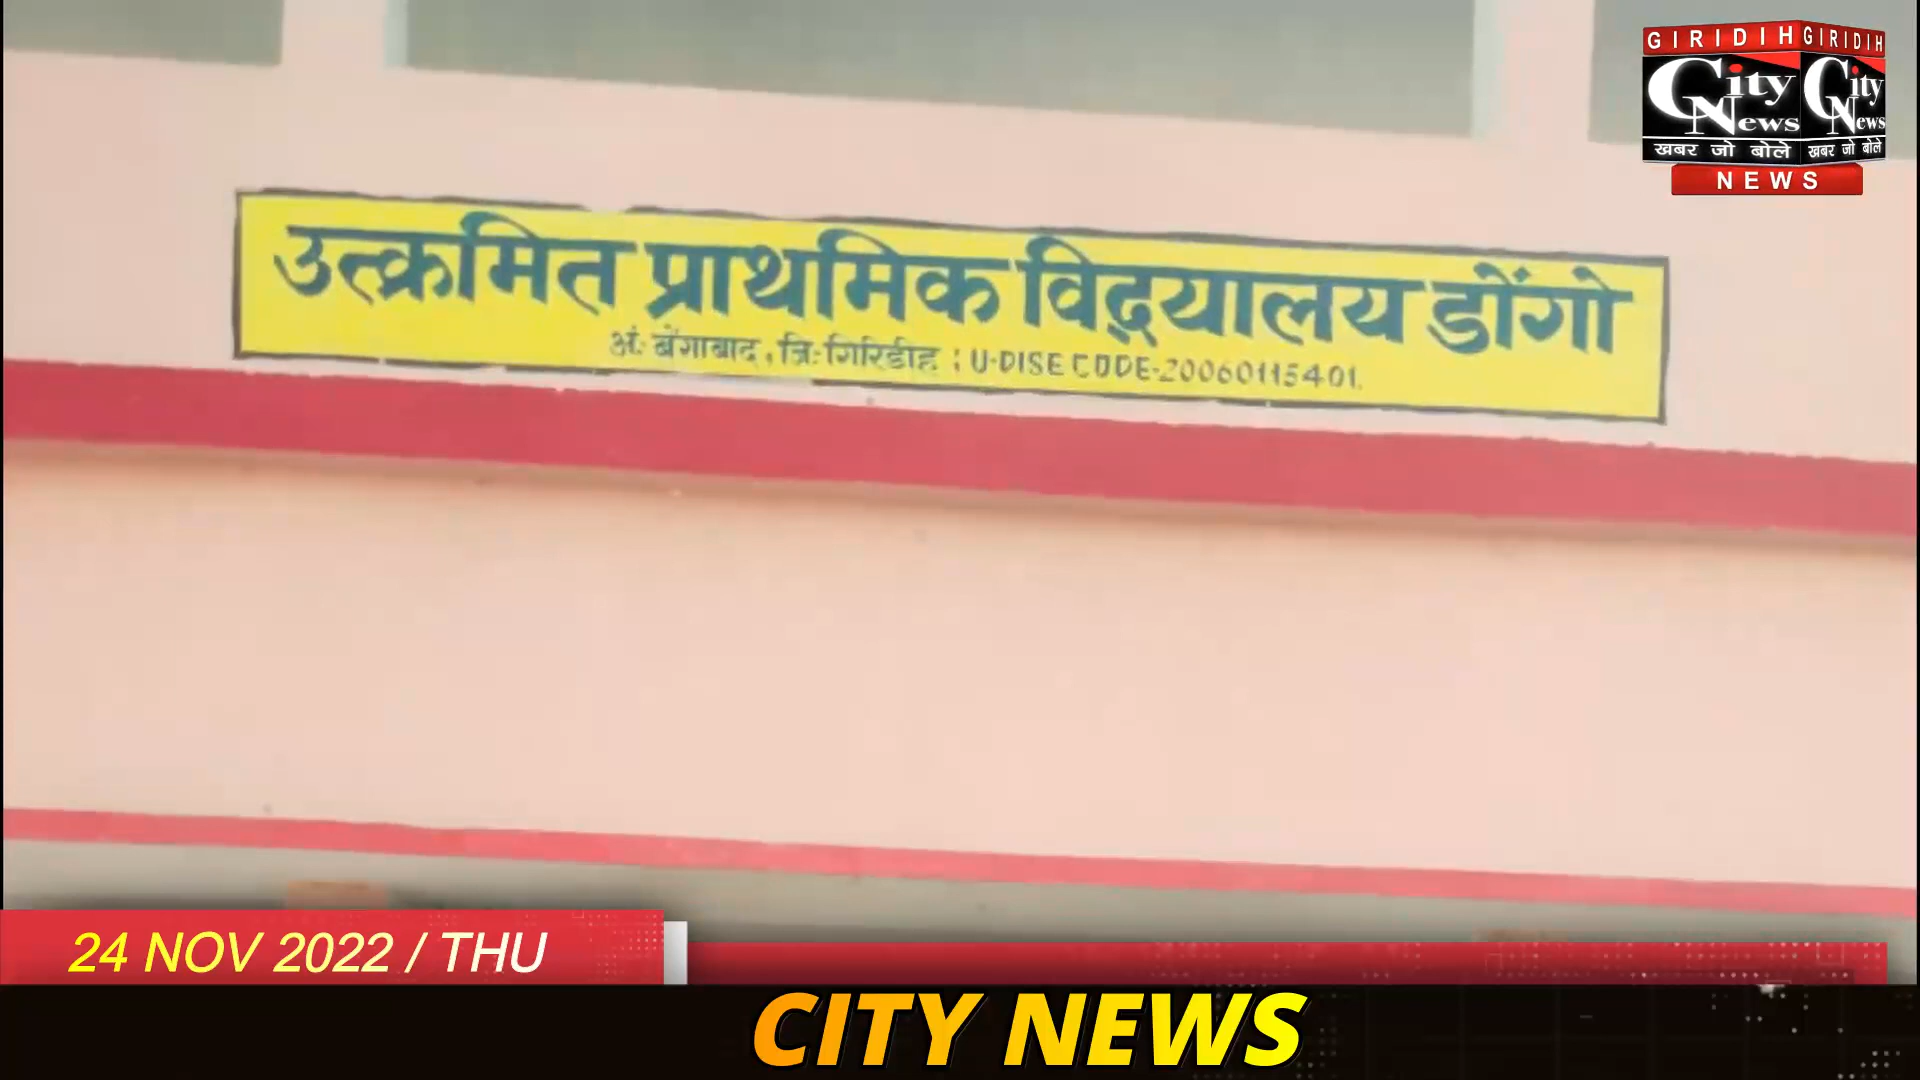 GIRIDIH GIRIDIH
City News City News
खबर जो बोले खबर जो बोले
NEWS
उत्क्रमित प्राथमिक विद्यालय डोंगो
अं: बेंगाबाद, जि: गिरिडीह : U-DISE CODE-20060115401.
24 NOV 2022 / THU
CITY NEWS